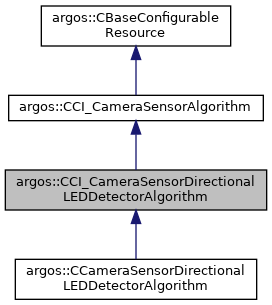 argos::CBaseConfigurable
Resource
argos::CCI_CameraSensorAlgorithm
argos::CCI_CameraSensorDirectional
LEDDetectorAlgorithm
argos::CCameraSensorDirectional
LEDDetectorAlgorithm